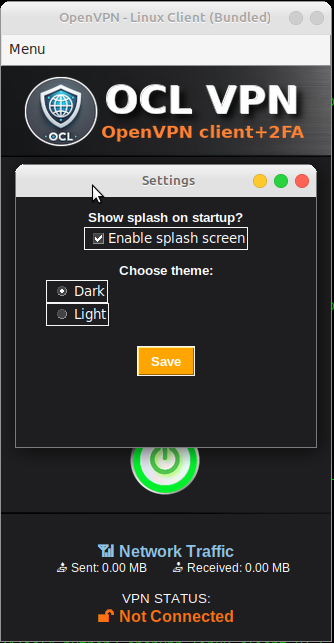 OpenVPN - Linux Client (Bundled)
Menu
OCL VPN
OpenVPN client+2FA
OCL
Settings
Show splash on startup?
Enable splash screen
Choose theme:
Dark
Light
Save
Network Traffic
Sent: 0.00 MB Received: 0.00 MB
VPN STATUS:
Not Connected